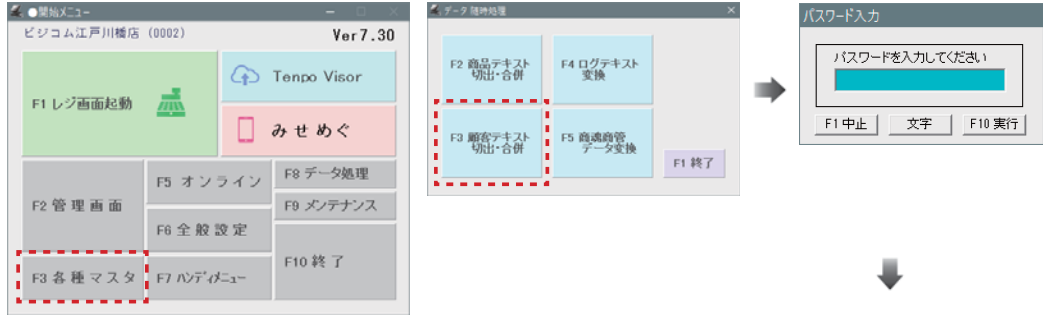 ●開始メニュー
ビジコム江戸川橋店 (0002)
Ver7.30
F1 レジ画面起動
Tenpo Visor
みせめぐ
F2 管理画面
F5 オンライン
F8 データ処理
F9 メンテナンス
F6 全般設定
F3 各種マスタ
F7 ハンディメニュー
F10 終了
データ随時処理
F2 商品テキスト
切出・合併
F4 ログテキスト
変換
F3 顧客テキスト
切出・合併
F5 商魂商管
データ変換
F1 終了
パスワード入力
パスワードを入力してください
F1 中止
文字
F10 実行